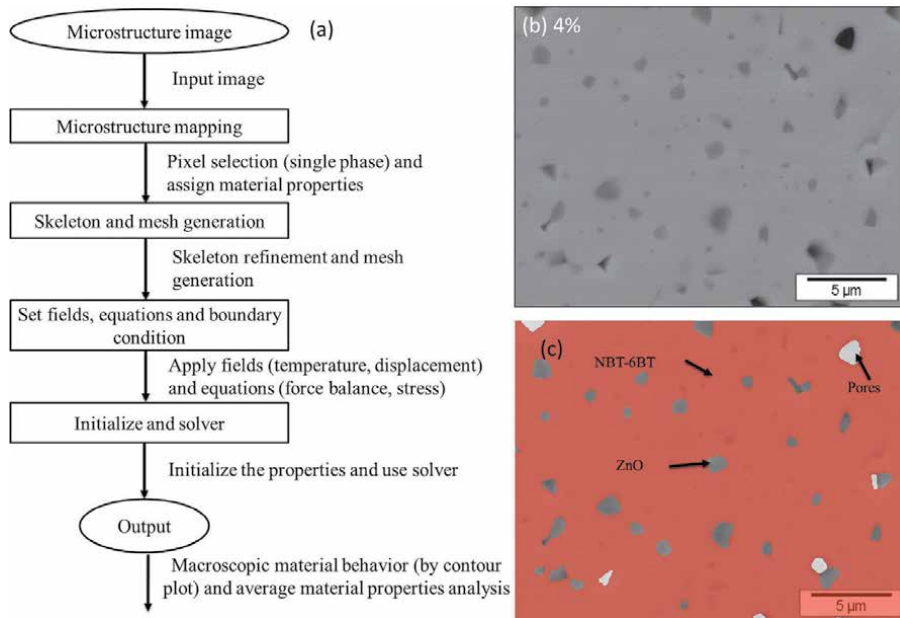 Microstructure image
(a)
Input image
Microstructure mapping
Pixel selection (single phase) and
assign material properties
Skeleton and mesh generation
Skeleton refinement and mesh
generation
Set fields, equations and boundary
condition
Apply fields (temperature, displacement)
and equations (force balance, stress)
Initialize and solver
Initialize the properties and use solver
Output
Macroscopic material behavior (by contour
plot) and average material properties analysis
(b) 4%
5 µm
(c)
NBT-6BT
Pores
ZnO
5 µm